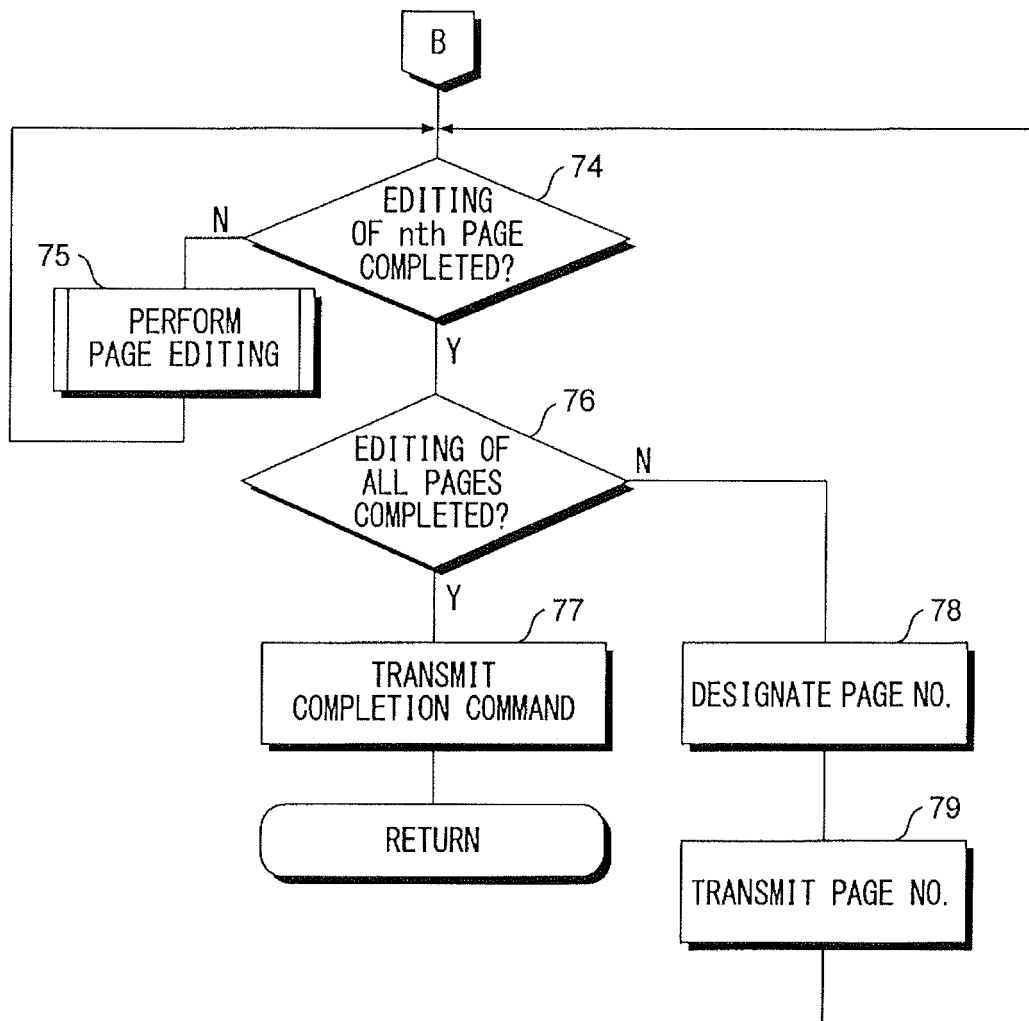 B
74
EDITING
OF nth PAGE
COMPLETED?
N
75
PERFORM
PAGE EDITING
Y
76
EDITING OF
ALL PAGES
COMPLETED?
N
Y
77
TRANSMIT
COMPLETION COMMAND
78
DESIGNATE PAGE NO.
RETURN
79
TRANSMIT PAGE NO.